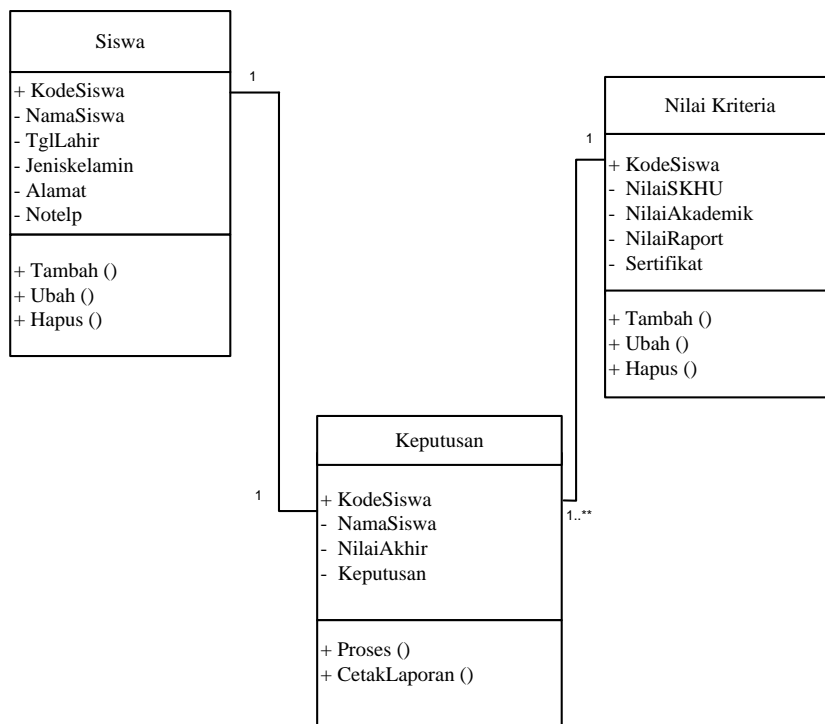 Siswa
+ KodeSiswa
- NamaSiswa
- TglLahir
- Jeniskelamin
- Alamat
- Notelp
+ Tambah ()
+ Ubah ()
+ Hapus ()
1
1
Nilai Kriteria
+ KodeSiswa
- NilaiSKHU
- NilaiAkademik
- NilaiRaport
- Sertifikat
+ Tambah ()
+ Ubah ()
+ Hapus ()
1
1..**
Keputusan
+ KodeSiswa
- NamaSiswa
- NilaiAkhir
- Keputusan
+ Proses ()
+ CetakLaporan ()